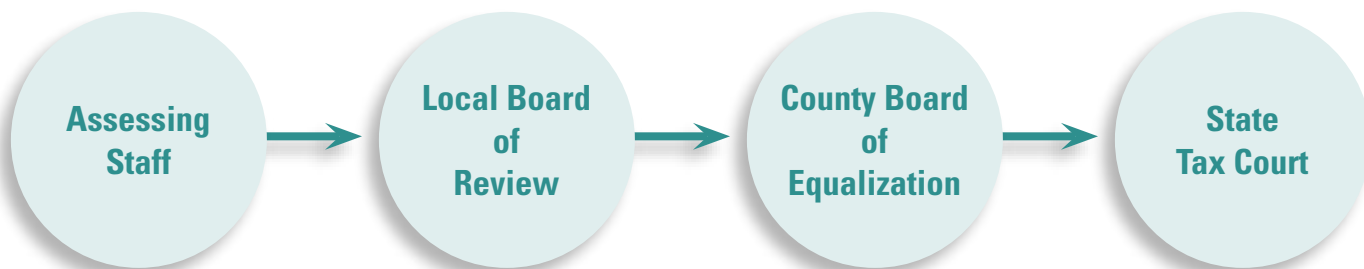 Assessing
Staff
Local Board
of
Review
County Board
of
Equalization
State
Tax Court